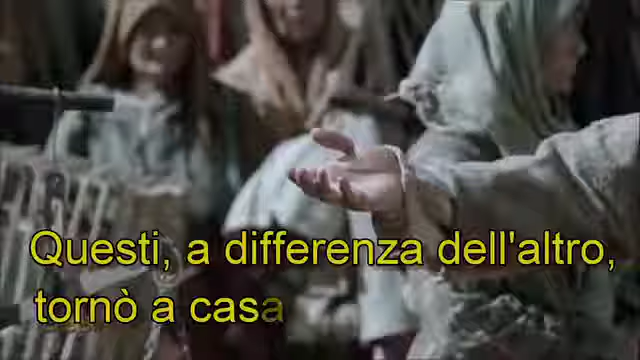 Questi, a differenza dell'altro,
tornò a casa